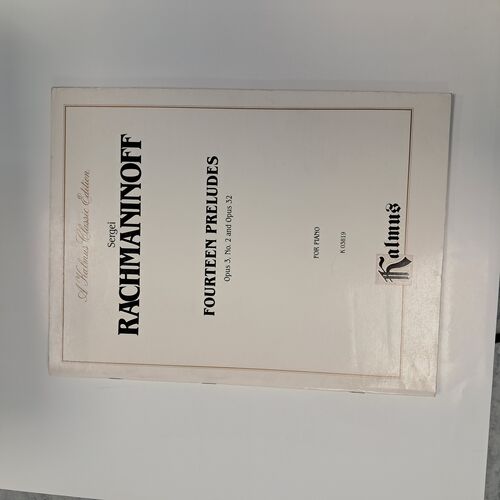 A Kalmus Classic Edition
Sergei
RACHMANINOFF
FOURTEEN PRELUDES
Opus 3, No. 2 and Opus 32
FOR PIANO
K 03819
Kalmus